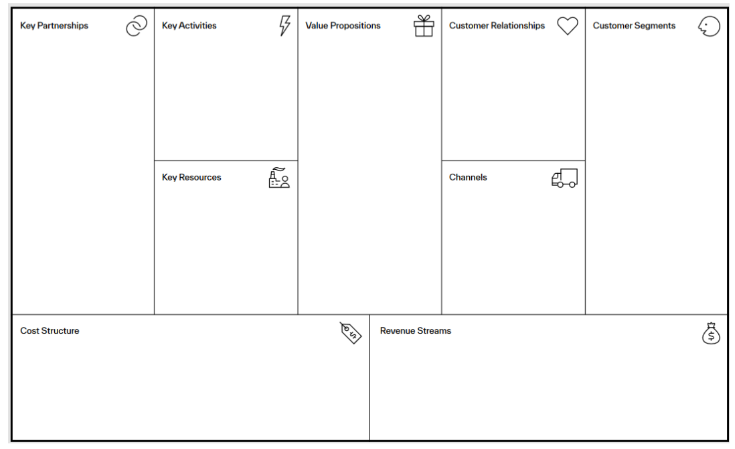 Key Partnerships
Key Activities
Value Propositions
Customer Relationships
Customer Segments
Key Resources
Channels
Cost Structure
$
Revenue Streams
$